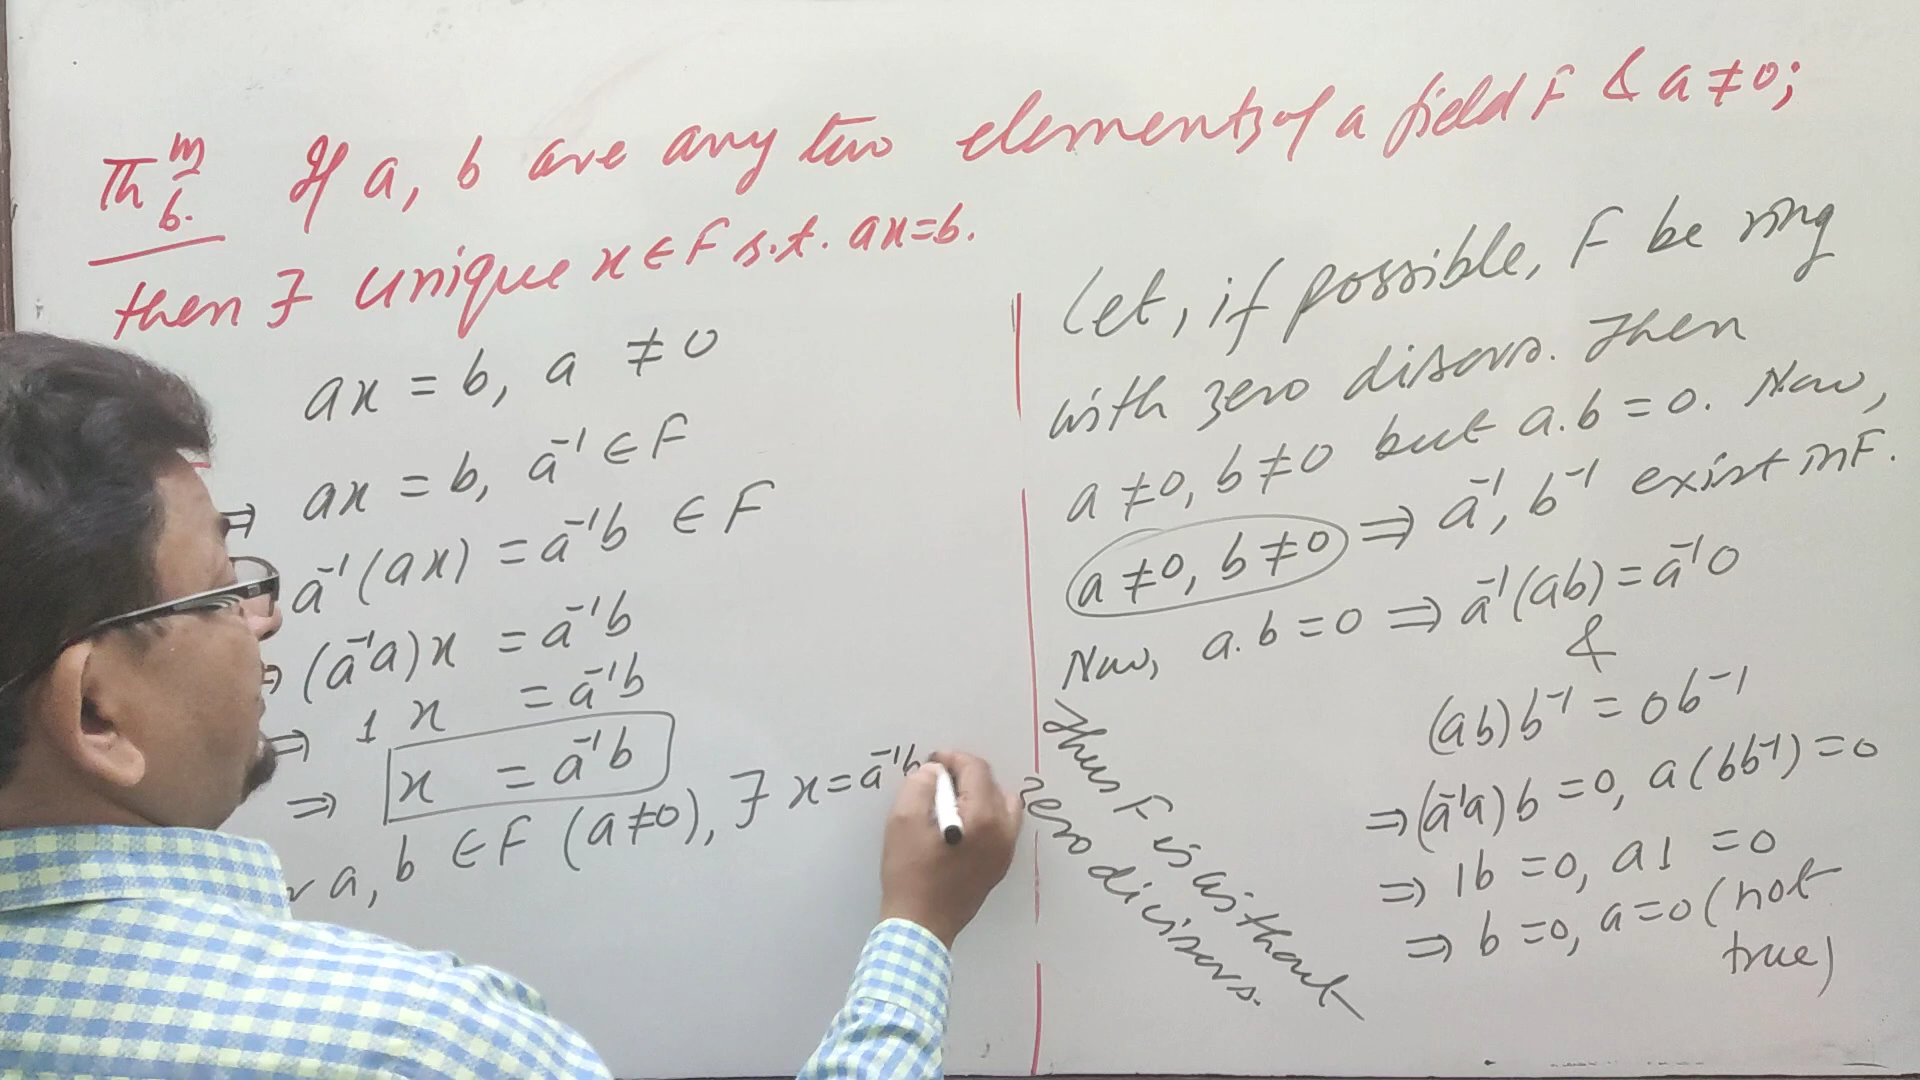 Thm 6. If a, b are any two elements of a field F & a ≠ 0;
then ∃ unique x ∈ F s.t. ax = b.
ax = b, a ≠ 0
⇒ ax = b, a⁻¹ ∈ F
a⁻¹(ax) = a⁻¹b ∈ F
⇒ (a⁻¹a)x = a⁻¹b
⇒ 1x = a⁻¹b
⇒ x = a⁻¹b
a, b ∈ F (a ≠ 0), ∃ x = a⁻¹b
Let, if possible, F be ring
with zero divisors. Then
a ≠ 0, b ≠ 0 but a.b = 0. Now,
a ≠ 0, b ≠ 0 ⇒ a⁻¹, b⁻¹ exist in F.
Now, a.b = 0 ⇒ a⁻¹(ab) = a⁻¹0
&
(ab)b⁻¹ = 0b⁻¹
⇒ (a⁻¹a)b = 0, a(bb⁻¹) = 0
⇒ 1b = 0, a1 = 0
⇒ b = 0, a = 0 (not
true)
Thus F is without
zero divisors.